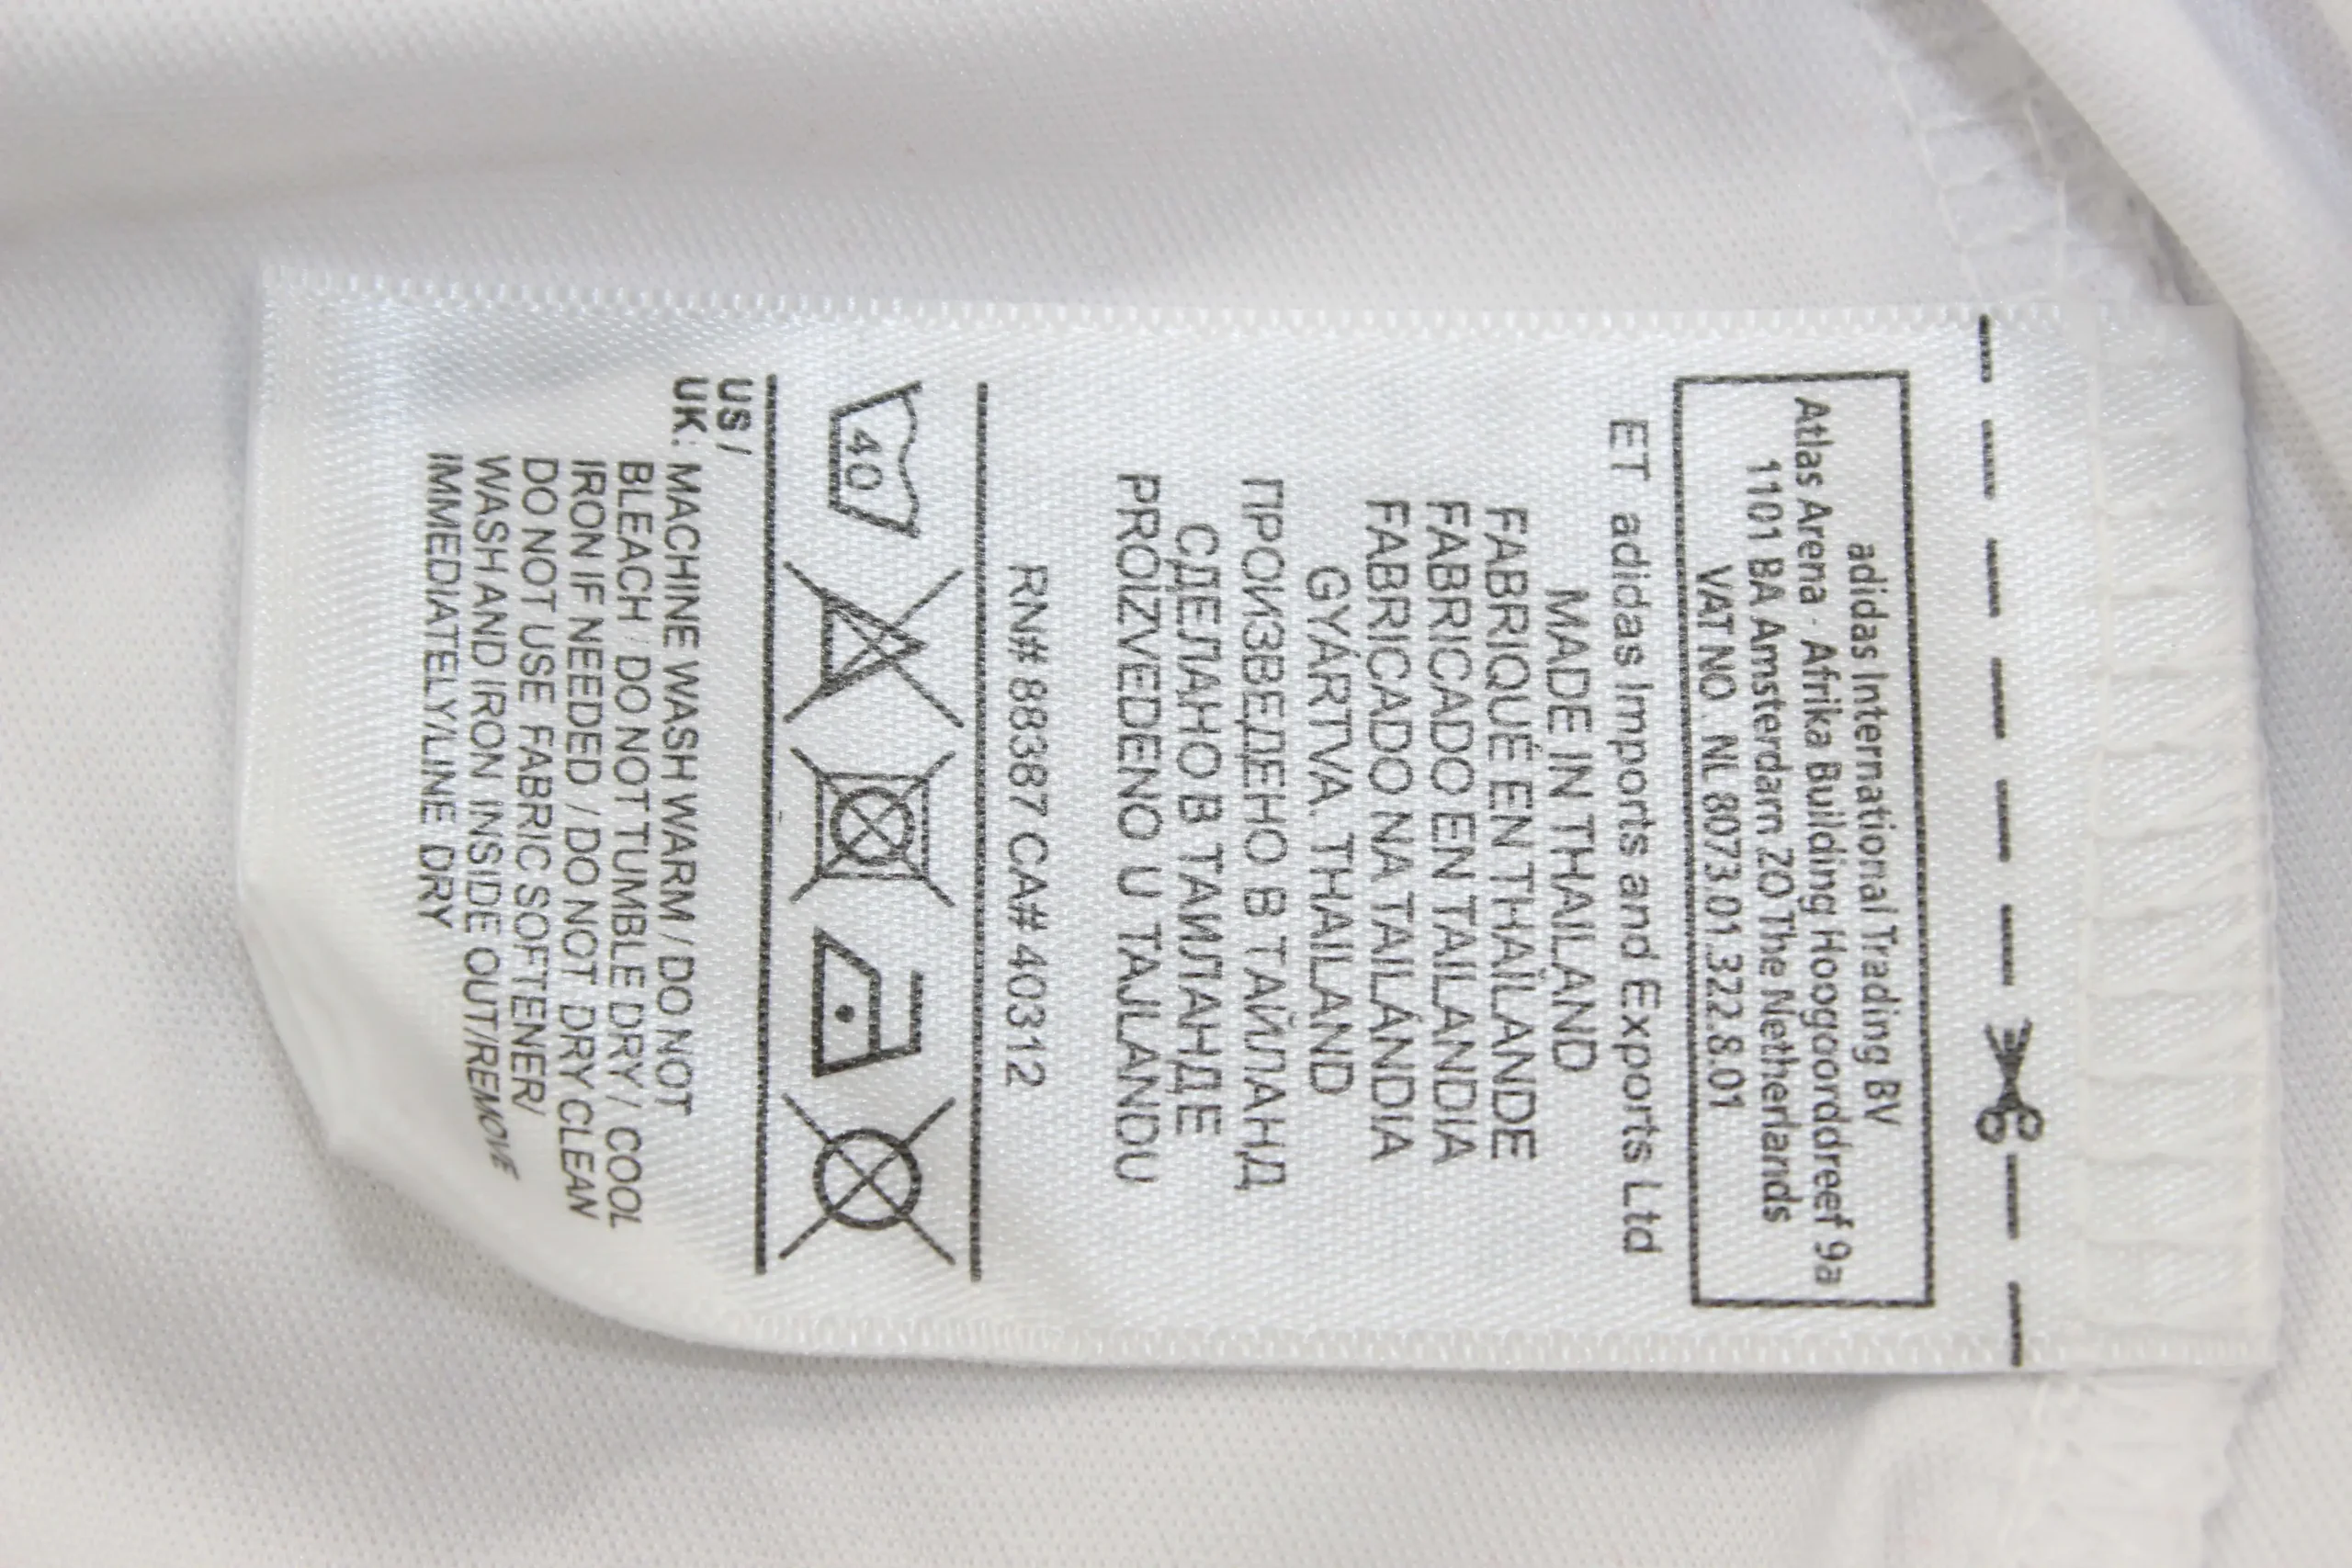 adidas International Trading BV
Atlas Arena · Afrika Building Hoogoorddreef 9a
1101 BA Amsterdam ZO The Netherlands
VAT NO . NL 8073.01.322.8.01
ET adidas Imports and Exports Ltd
MADE IN THAILAND
FABRIQUÉ EN THAÏLANDE
FABRICADO EN TAILANDIA
FABRICADO NA TAILÁNDIA
GYÁRTVA. THAILAND
ПРОИЗВЕДЕНО В ТАЙЛАНД
СДЕЛАНО В ТАИЛАНДЕ
PROIZVEDENO U TAJLANDU
RN# 88387 CA# 40312
40
US /
UK: MACHINE WASH WARM / DO NOT
BLEACH / DO NOT TUMBLE DRY / COOL
IRON IF NEEDED / DO NOT DRY CLEAN
DO NOT USE FABRIC SOFTENER/
WASH AND IRON INSIDE OUT/REMOVE
IMMEDIATELY/LINE DRY